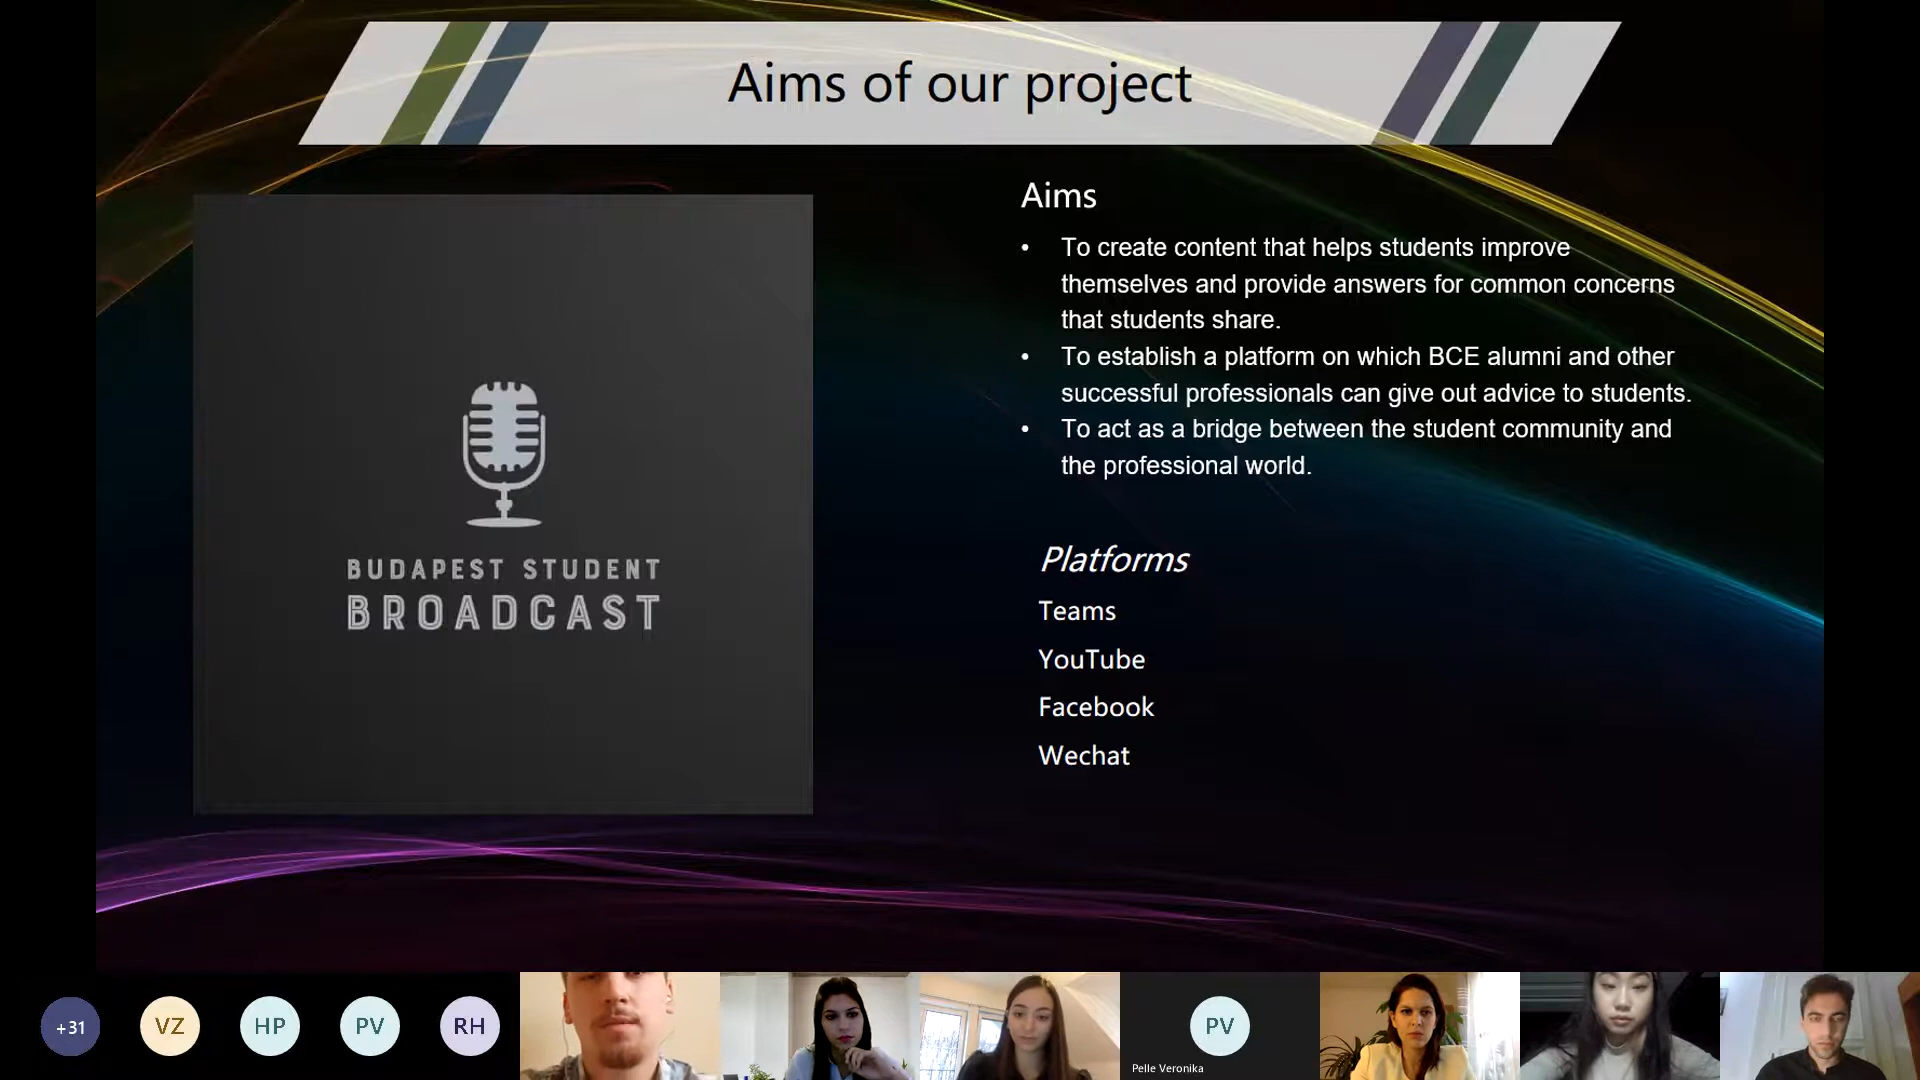 Aims of our project
BUDAPEST STUDENT
BROADCAST
Aims
• To create content that helps students improve
themselves and provide answers for common concerns
that students share.
• To establish a platform on which BCE alumni and other
successful professionals can give out advice to students.
• To act as a bridge between the student community and
the professional world.
Platforms
Teams
YouTube
Facebook
Wechat
+31
VZ
HP
PV
RH
PV
Pelle Veronika